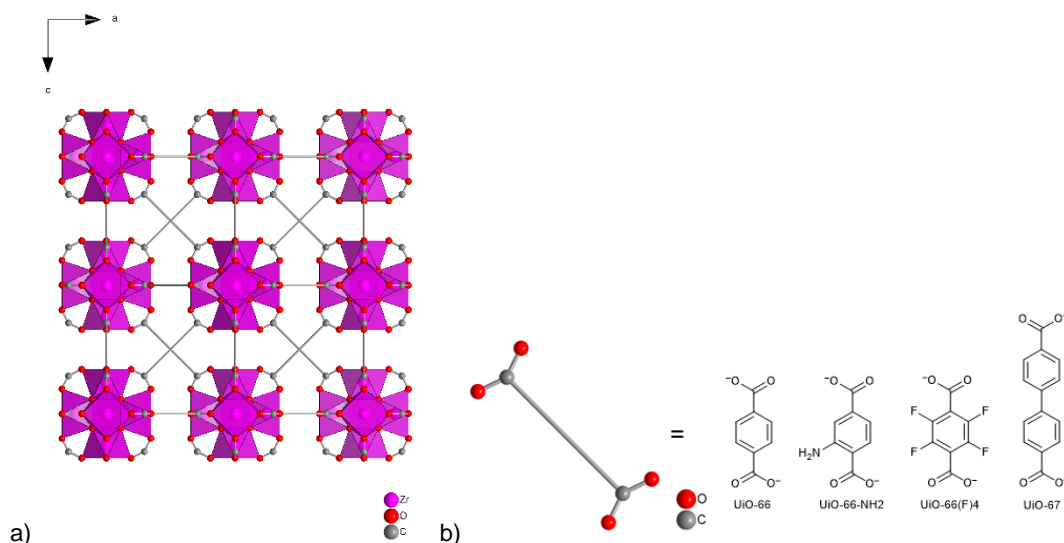 a
c
Zr
O
C
a)
b)
O
C
=
⁻O O
O O⁻
UiO-66
⁻O O
H₂N
O O⁻
UiO-66-NH2
⁻O O
F F
F F
O O⁻
UiO-66(F)4
O O⁻
O O⁻
UiO-67